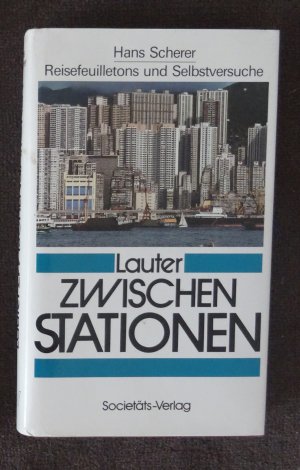 Hans Scherer
Reisefeuilletons und Selbstversuche
Lauter
ZWISCHEN
STATIONEN
Societäts-Verlag